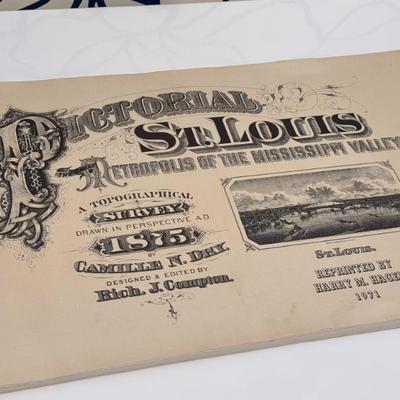 PICTORIAL
ST. LOUIS
METROPOLIS OF THE MISSISSIPPI VALLEY
A TOPOGRAPHICAL
SURVEY
DRAWN IN PERSPECTIVE A.D.
1875
BY
CAMILLE N. DRY.
DESIGNED & EDITED BY
Rich. J. Compton.
ST. LOUIS.
REPRINTED BY
HARRY M. HAGEN
1971